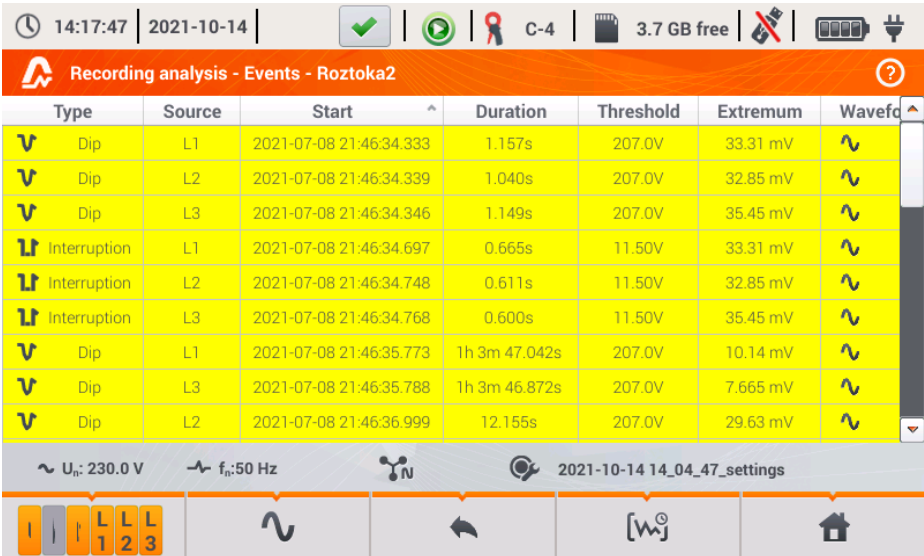 14:17:47 2021-10-14 C-4 3.7 GB free
Recording analysis - Events - Roztoka2 ?
Type Source Start Duration Threshold Extremum Wavefo
Dip L1 2021-07-08 21:46:34.333 1.157s 207.0V 33.31 mV
Dip L2 2021-07-08 21:46:34.339 1.040s 207.0V 32.85 mV
Dip L3 2021-07-08 21:46:34.346 1.149s 207.0V 35.45 mV
Interruption L1 2021-07-08 21:46:34.697 0.665s 11.50V 33.31 mV
Interruption L2 2021-07-08 21:46:34.748 0.611s 11.50V 32.85 mV
Interruption L3 2021-07-08 21:46:34.768 0.600s 11.50V 35.45 mV
Dip L1 2021-07-08 21:46:35.773 1h 3m 47.042s 207.0V 10.14 mV
Dip L3 2021-07-08 21:46:35.788 1h 3m 46.872s 207.0V 7.665 mV
Dip L2 2021-07-08 21:46:36.999 12.155s 207.0V 29.63 mV
Uₙ: 230.0 V fₙ:50 Hz N 2021-10-14 14_04_47_settings
L1 L2 L3